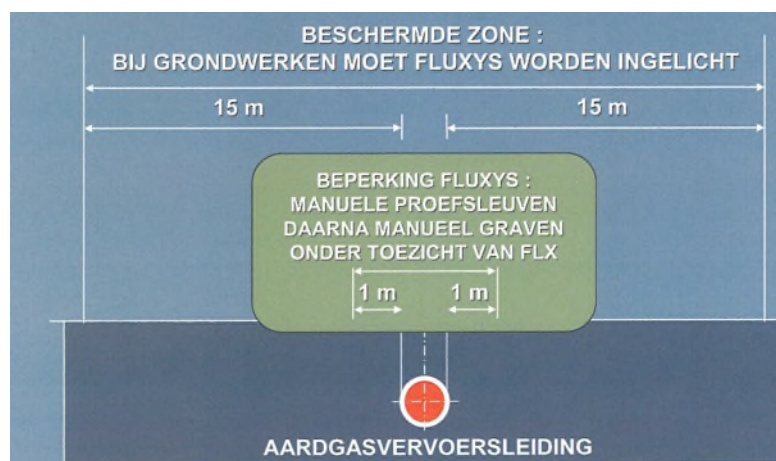 BESCHERMDE ZONE :
BIJ GRONDWERKEN MOET FLUXYS WORDEN INGELICHT
15 m 15 m
BEPERKING FLUXYS :
MANUELE PROEFSLEUVEN
DAARNA MANUEEL GRAVEN
ONDER TOEZICHT VAN FLX
1 m 1 m
AARDGASVERVOERSLEIDING